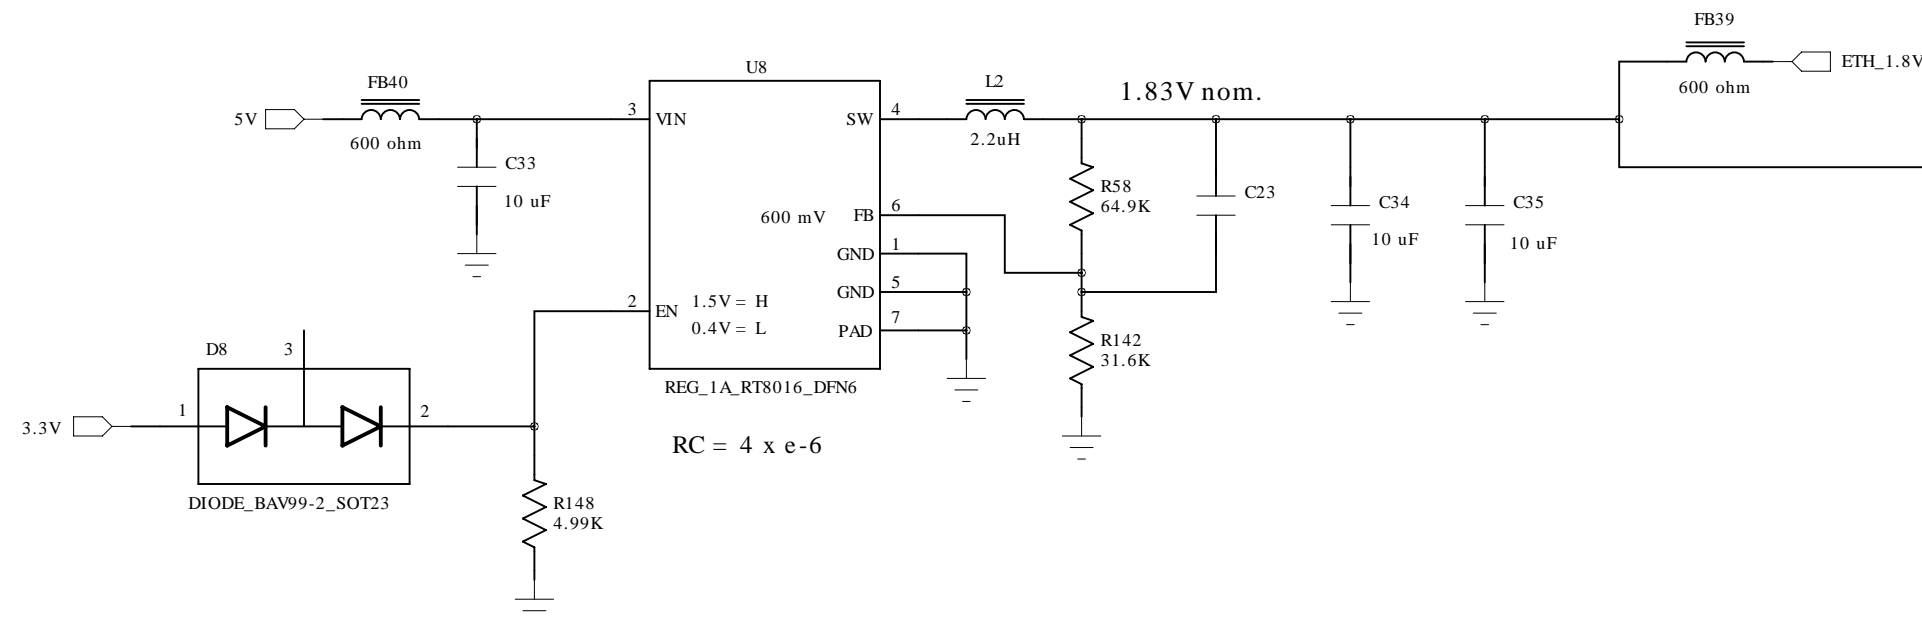 FB39
ETH_1.8V
600 ohm
U8
FB40
L2
1.83V nom.
5V
3
VIN
SW
4
600 ohm
2.2uH
C33
10 uF
R58
64.9K
C23
C34
10 uF
C35
10 uF
600 mV
FB
6
GND
1
GND
5
PAD
7
2
EN
1.5V = H
0.4V = L
R142
31.6K
D8
3
REG_1A_RT8016_DFN6
3.3V
1
2
RC = 4 x e-6
DIODE_BAV99-2_SOT23
R148
4.99K